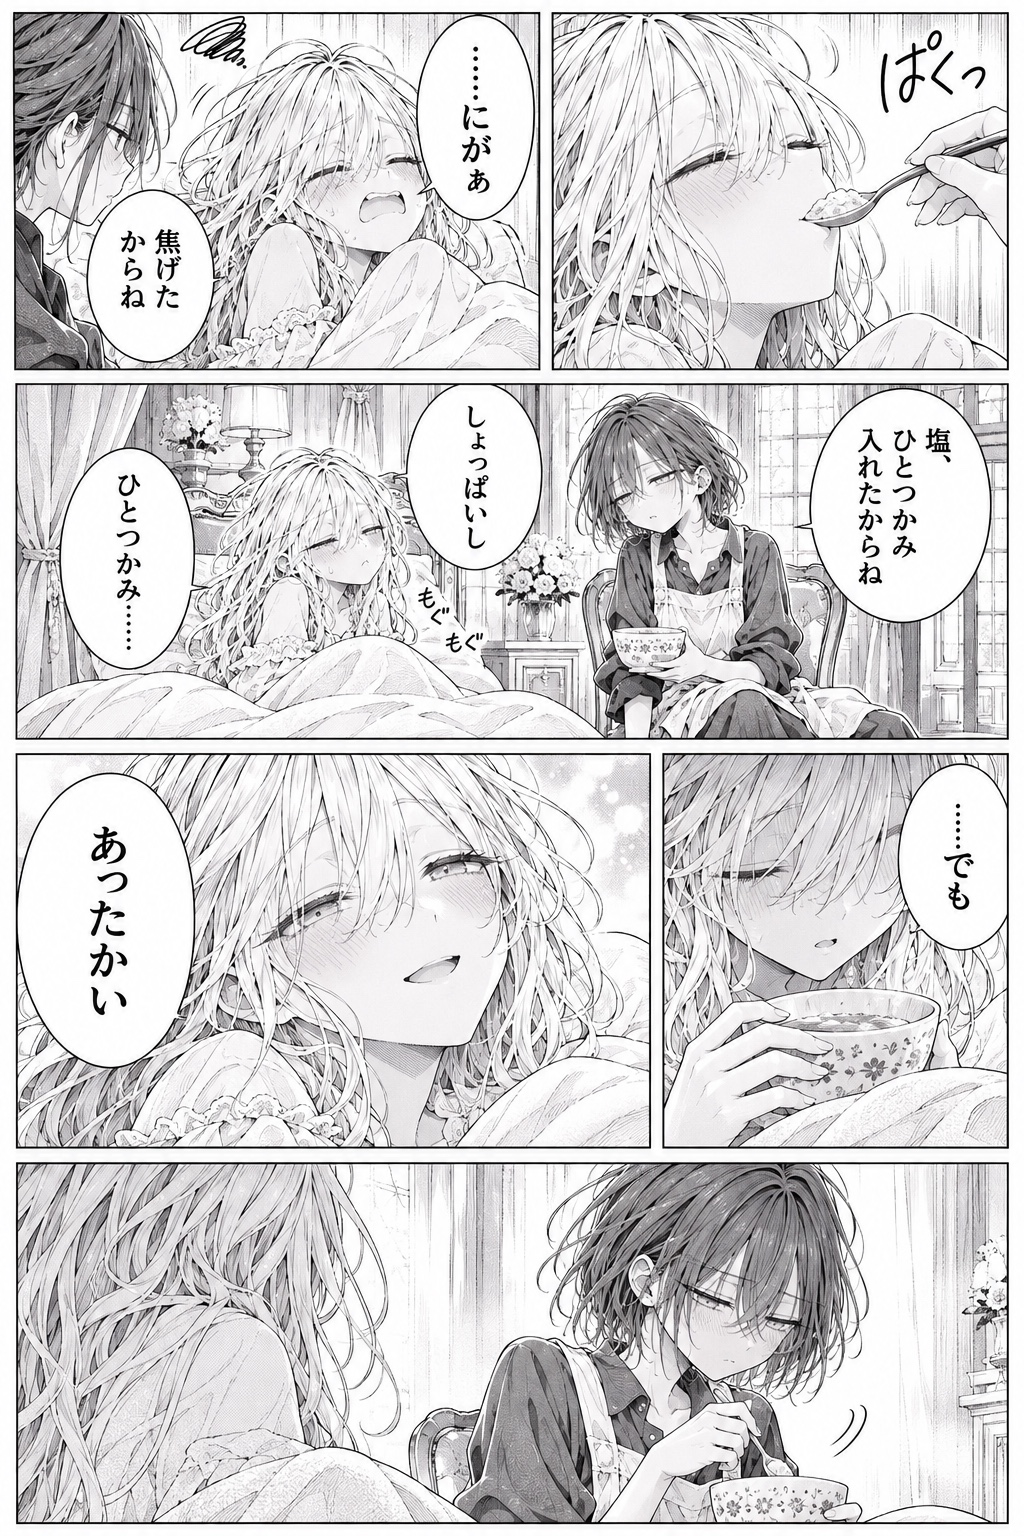 ぱくっ
……にがぁ
焦げた
からね
塩、
ひとつかみ
入れたからね
しょっぱいし
もぐ
もぐ
ひとつかみ……
……でも
あったかい